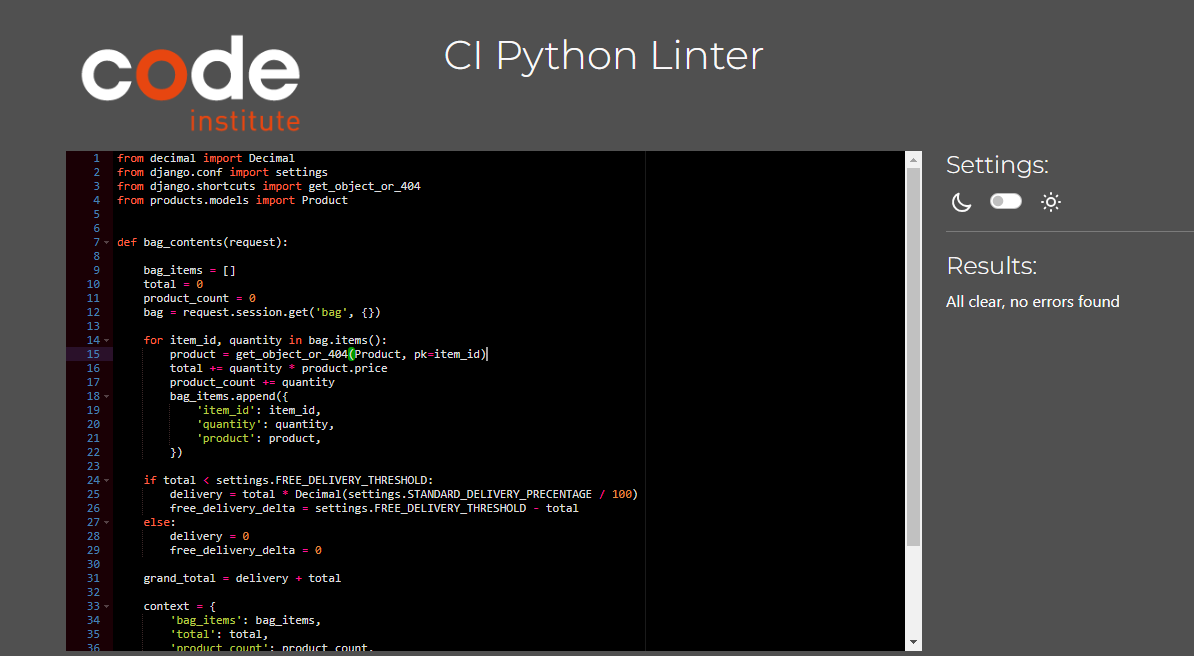 code
institute
CI Python Linter
1 from decimal import Decimal
2 from django.conf import settings
3 from django.shortcuts import get_object_or_404
4 from products.models import Product
5
6
7 def bag_contents(request):
8
9     bag_items = []
10     total = 0
11     product_count = 0
12     bag = request.session.get('bag', {})
13
14     for item_id, quantity in bag.items():
15         product = get_object_or_404(Product, pk=item_id)
16         total += quantity * product.price
17         product_count += quantity
18         bag_items.append({
19             'item_id': item_id,
20             'quantity': quantity,
21             'product': product,
22         })
23
24     if total < settings.FREE_DELIVERY_THRESHOLD:
25         delivery = total * Decimal(settings.STANDARD_DELIVERY_PRECENTAGE / 100)
26         free_delivery_delta = settings.FREE_DELIVERY_THRESHOLD - total
27     else:
28         delivery = 0
29         free_delivery_delta = 0
30
31     grand_total = delivery + total
32
33     context = {
34         'bag_items': bag_items,
35         'total': total,
36         'product_count': product_count,
Settings:
Results:
All clear, no errors found